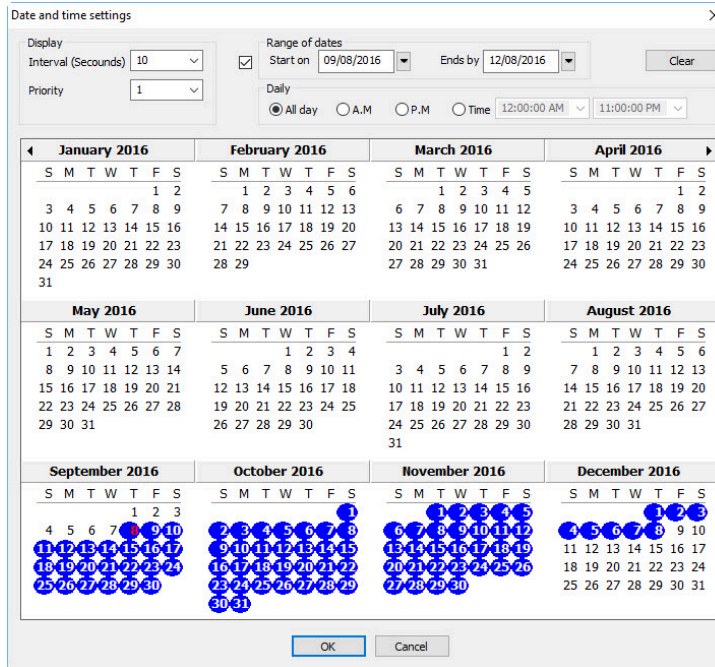 Date and time settings
Display
Interval (Secounds) 10
Priority 1
Range of dates
Start on 09/08/2016 Ends by 12/08/2016 Clear
Daily
All day A.M P.M Time 12:00:00 AM 11:00:00 PM
January 2016 February 2016 March 2016 April 2016
S M T W T F S S M T W T F S S M T W T F S S M T W T F S
1 2 1 2 3 4 5 6 1 2 3 4 5 1 2
3 4 5 6 7 8 9 7 8 9 10 11 12 13 6 7 8 9 10 11 12 3 4 5 6 7 8 9
10 11 12 13 14 15 16 14 15 16 17 18 19 20 13 14 15 16 17 18 19 10 11 12 13 14 15 16
17 18 19 20 21 22 23 21 22 23 24 25 26 27 20 21 22 23 24 25 26 17 18 19 20 21 22 23
24 25 26 27 28 29 30 28 29 27 28 29 30 31 24 25 26 27 28 29 30
31
May 2016 June 2016 July 2016 August 2016
S M T W T F S S M T W T F S S M T W T F S S M T W T F S
1 2 3 4 5 6 7 1 2 3 4 1 2 1 2 3 4 5 6
8 9 10 11 12 13 14 5 6 7 8 9 10 11 3 4 5 6 7 8 9 7 8 9 10 11 12 13
15 16 17 18 19 20 21 12 13 14 15 16 17 18 10 11 12 13 14 15 16 14 15 16 17 18 19 20
22 23 24 25 26 27 28 19 20 21 22 23 24 25 17 18 19 20 21 22 23 21 22 23 24 25 26 27
29 30 31 26 27 28 29 30 24 25 26 27 28 29 30 28 29 30 31
31
September 2016 October 2016 November 2016 December 2016
S M T W T F S S M T W T F S S M T W T F S S M T W T F S
1 2 3 1 1 2 3 4 5 1 2 3
4 5 6 7 8 9 10 2 3 4 5 6 7 8 6 7 8 9 10 11 12 4 5 6 7 8 9 10
11 12 13 14 15 16 17 9 10 11 12 13 14 15 13 14 15 16 17 18 19 11 12 13 14 15 16 17
18 19 20 21 22 23 24 16 17 18 19 20 21 22 20 21 22 23 24 25 26 18 19 20 21 22 23 24
25 26 27 28 29 30 23 24 25 26 27 28 29 27 28 29 30 25 26 27 28 29 30 31
30 31
OK Cancel